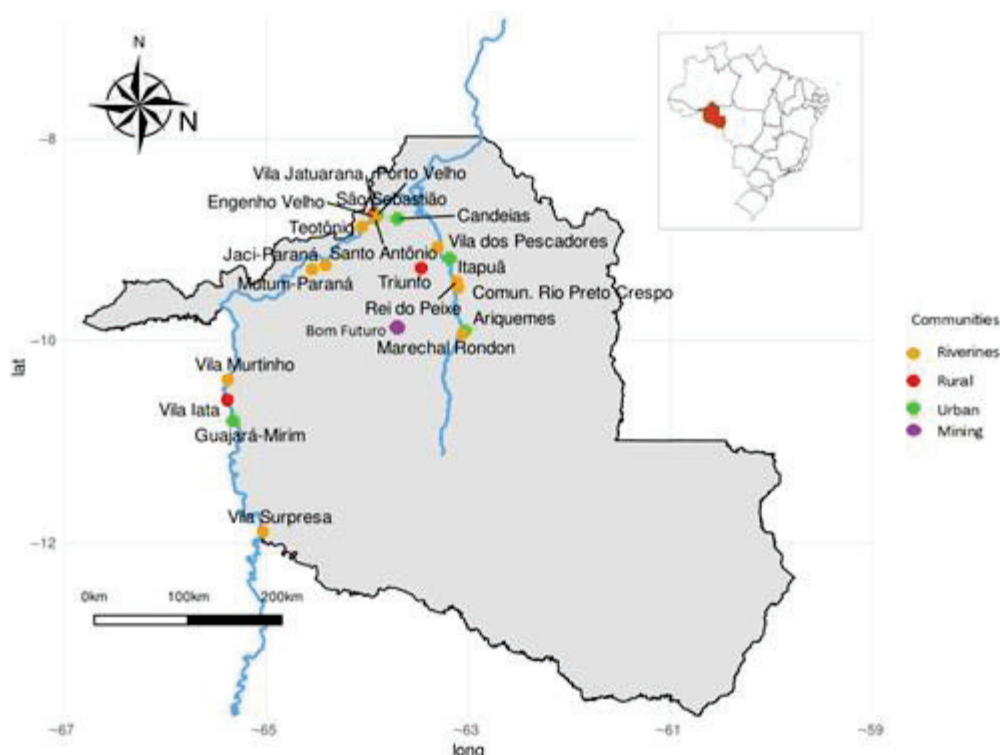 N
N
−8
Vila Jatuarana
Porto Velho
Engenho Velho
São Sebastião
Candeias
Teotônio
Vila dos Pescadores
Jaci-Paraná
Santo Antônio
Itapuã
Mutum-Paraná
Triunfo
Comun. Rio Preto Crespo
Rei do Peixe
Ariquemes
Bom Futuro
−10
Marechal Rondon
Communities
Riverines
Rural
Urban
Mining
lat
Vila Murtinho
Vila Iata
Guajará-Mirim
Vila Surpresa
−12
0km 100km 200km
−67 −65 −63 −61 −59
long